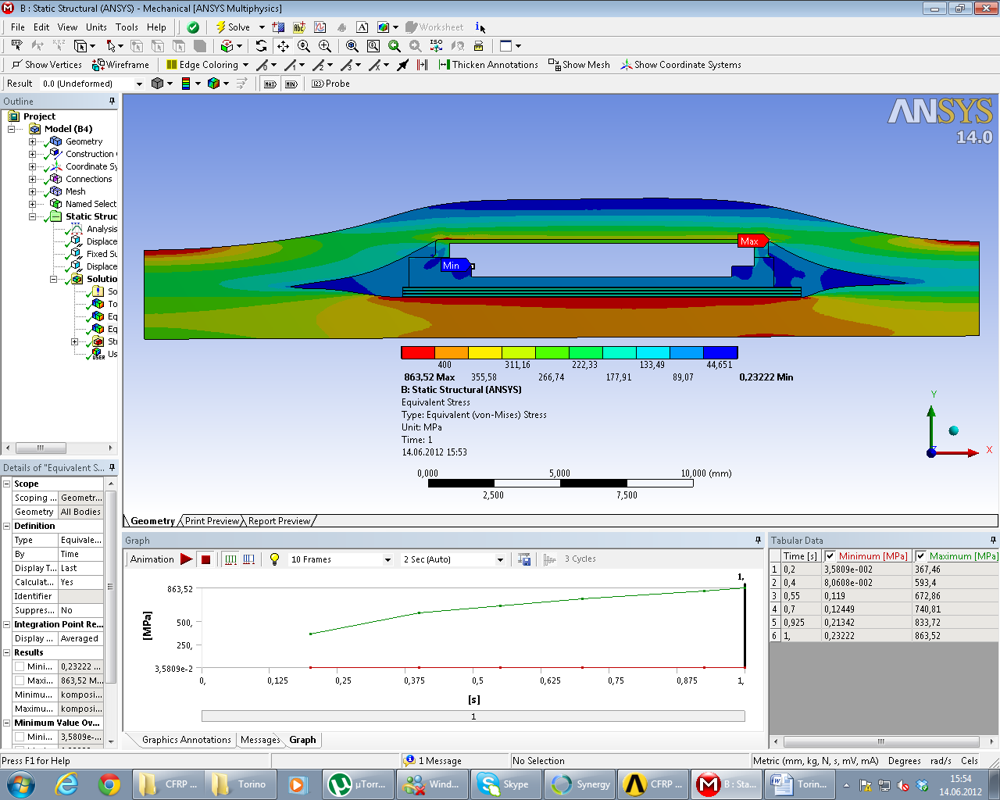 B : Static Structural (ANSYS) - Mechanical [ANSYS Multiphysics]
File Edit View Units Tools Help Solve Worksheet
Show Vertices Wireframe Edge Coloring Thicken Annotations Show Mesh Show Coordinate Systems
Result 0.0 (Undeformed) MAX MIN 123 Probe
Outline
Project
Model (B4)
Geometry
Construction
Coordinate Sy
Connections
Mesh
Named Select
Static Struc
Analysis
Displace
Fixed Su
Displace
Solutio
So
To
Eq
Eq
Str
Us
ANSYS
14.0
Max
Min
400 311,16 222,33 133,49 44,651
863,52 Max 355,58 266,74 177,91 89,07 0,23222 Min
B: Static Structural (ANSYS)
Equivalent Stress
Type: Equivalent (von-Mises) Stress
Unit: MPa
Time: 1
14.06.2012 15:53
0,000 5,000 10,000 (mm)
2,500 7,500
Y
X
Geometry Print Preview Report Preview
Details of "Equivalent S...
Scope
Scoping ... Geometr...
Geometry All Bodies
Definition
Type Equivale...
By Time
Display T... Last
Calculat... Yes
Identifier
Suppres... No
Integration Point Re...
Display ... Averaged
Results
Mini... 0,23222 ...
Maxi... 863,52 M...
Minimu... komposi...
Maximu... komposi...
Minimum Value Ov...
Mini... 3,5809e-...
Graph
Animation 10 Frames 2 Sec (Auto) 3 Cycles
1,
863,52
500,
250,
3,5809e-2
[MPa]
0, 0,125 0,25 0,375 0,5 0,625 0,75 0,875 1,
[s]
1
Graphics Annotations Messages Graph
Tabular Data
Time [s] Minimum [MPa] Maximum [MPa]
1 0,2 3,5809e-002 367,46
2 0,4 8,0608e-002 593,4
3 0,55 0,119 672,86
4 0,7 0,12449 740,81
5 0,925 0,21342 833,72
6 1, 0,23222 863,52
Press F1 for Help 1 Message No Selection Metric (mm, kg, N, s, mV, mA) Degrees rad/s Cels
CFRP ... Torino µTorr... Wind... Skype Synergy CFRP ... B : Sta... Torin...
15:54
14.06.2012